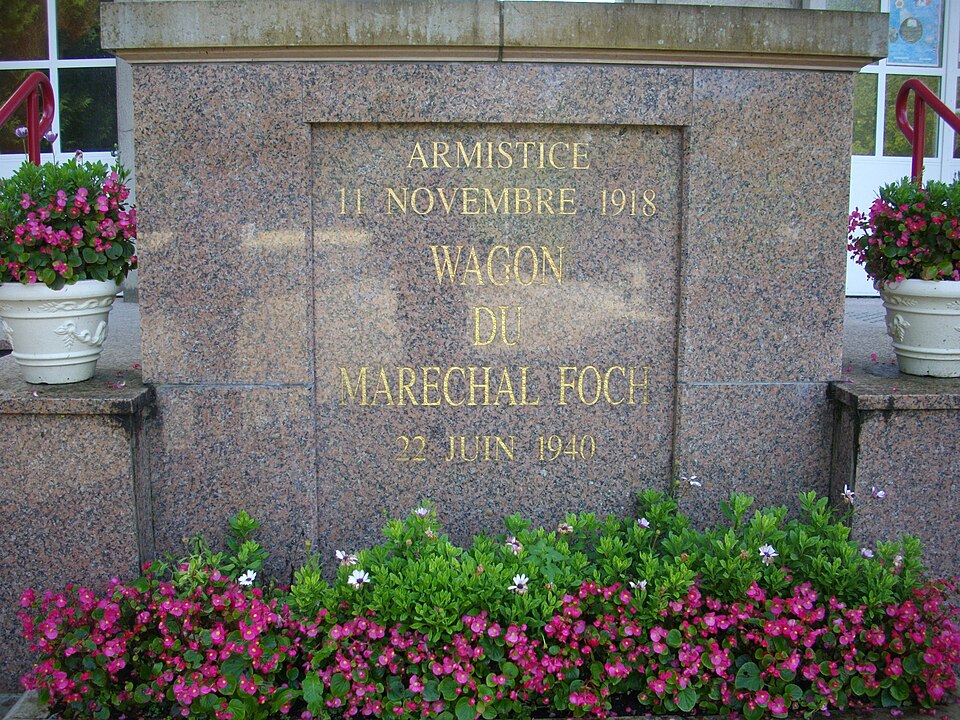 ARMISTICE
11 NOVEMBRE 1918
WAGON
DU
MARECHAL FOCH
22 JUIN 1940